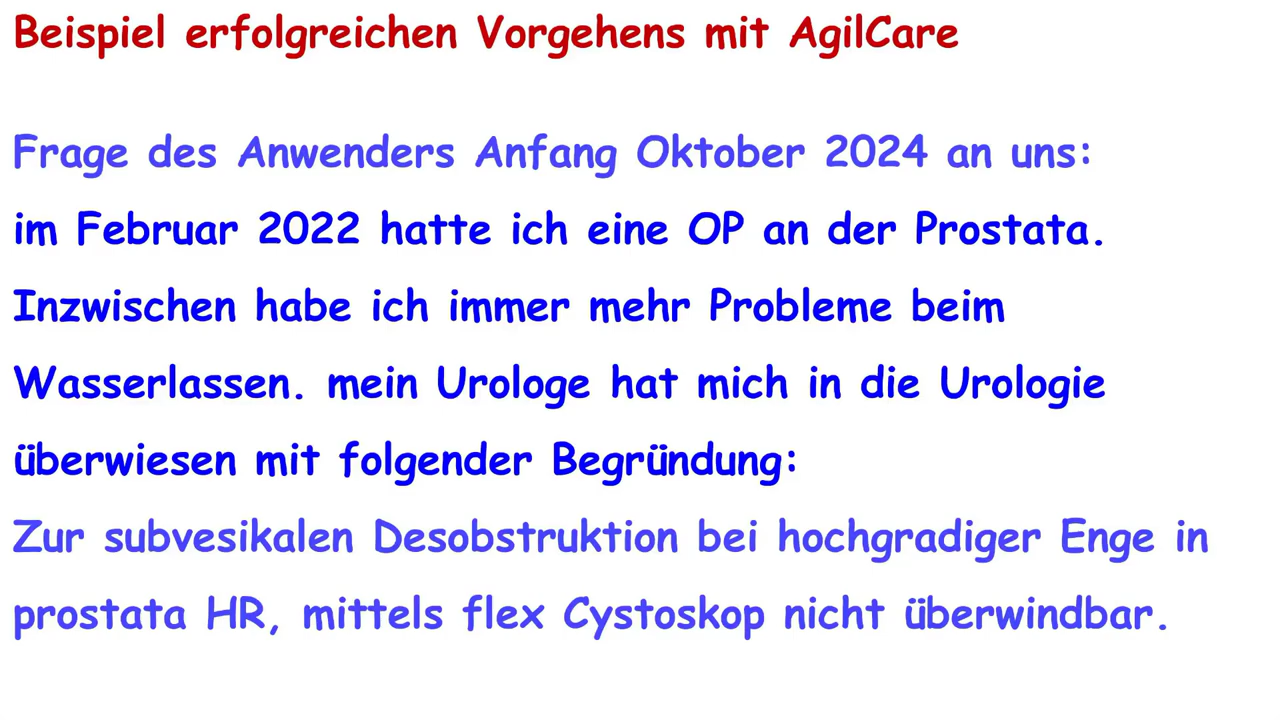 Beispiel erfolgreichen Vorgehens mit AgilCare
Frage des Anwenders Anfang Oktober 2024 an uns:
im Februar 2022 hatte ich eine OP an der Prostata.
Inzwischen habe ich immer mehr Probleme beim
Wasserlassen. mein Urologe hat mich in die Urologie
überwiesen mit folgender Begründung:
Zur subvesikalen Desobstruktion bei hochgradiger Enge in
prostata HR, mittels flex Cystoskop nicht überwindbar.